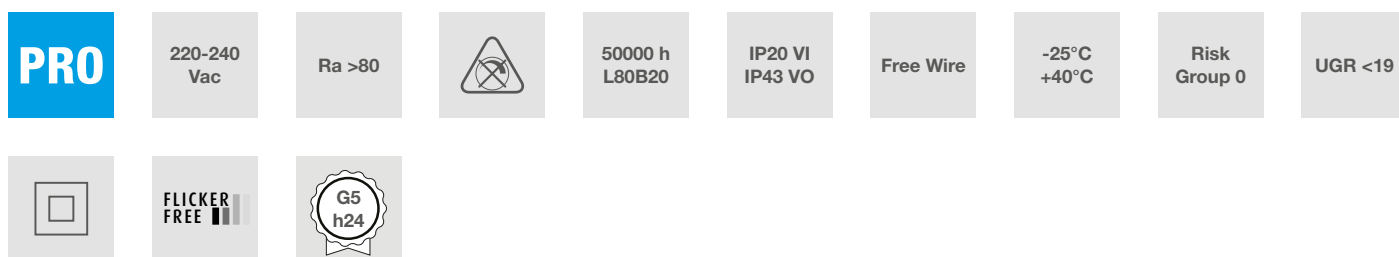 PRO
220-240
Vac
Ra >80
50000 h
L80B20
IP20 VI
IP43 VO
Free Wire
-25°C
+40°C
Risk
Group 0
UGR <19
FLICKER
FREE
G5
h24